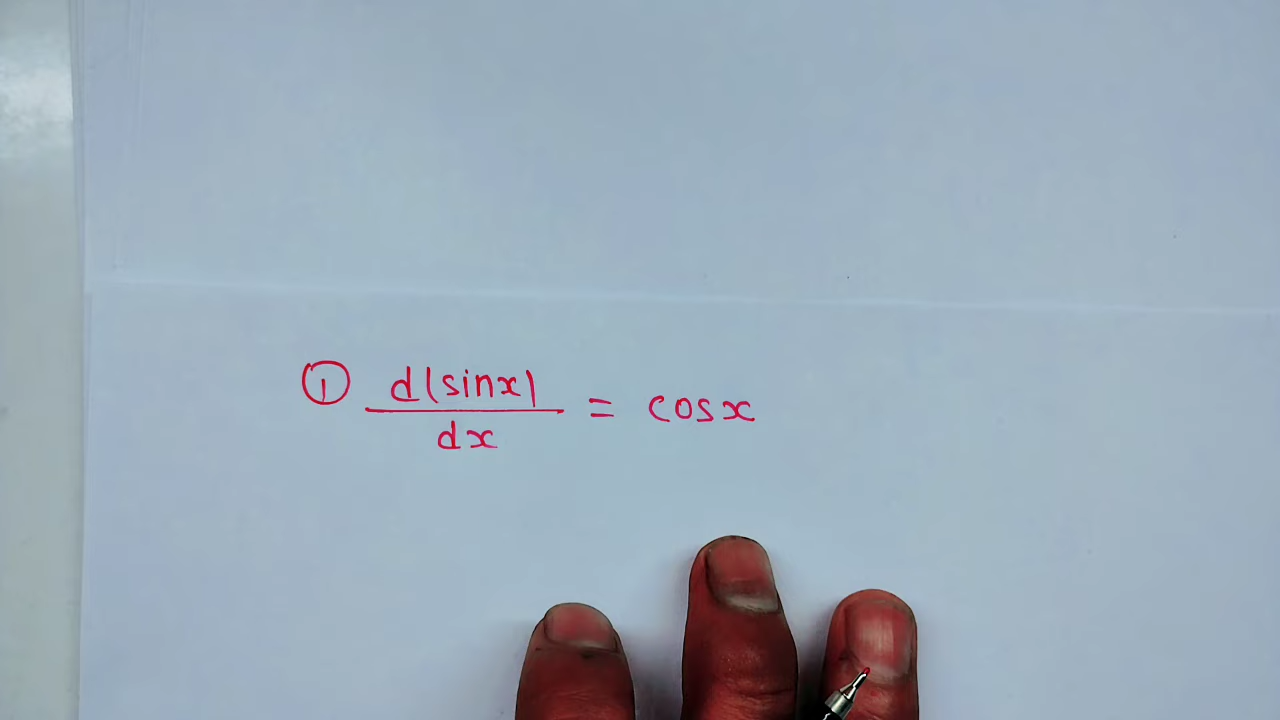 ① d(sinx)/dx = cosx